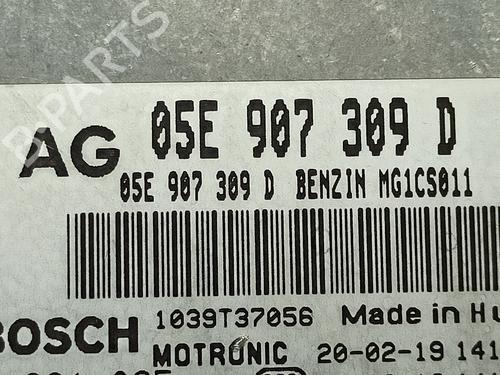 B-PARTS
AG 05E 907 309 D
05E 907 309 D BENZIN MG1CS011
BOSCH 1039T37056 Made in Hu
MOTRONIC 20-02-19 141